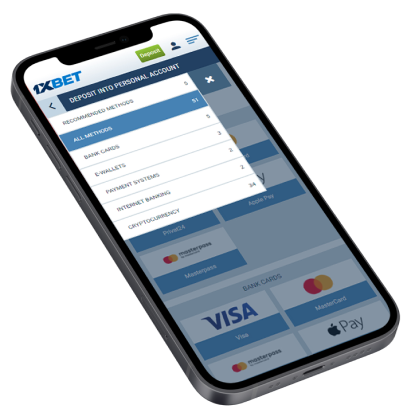 1XBET
Deposit
DEPOSIT INTO PERSONAL ACCOUNT
RECOMMENDED METHODS 5
ALL METHODS 51
BANK CARDS 5
E-WALLETS 3
PAYMENT SYSTEMS 2
INTERNET BANKING 2
CRYPTOCURRENCY 34
Privat24
Apple Pay
masterpass
Masterpass
BANK CARDS
VISA
Visa
MasterCard
masterpass
Pay